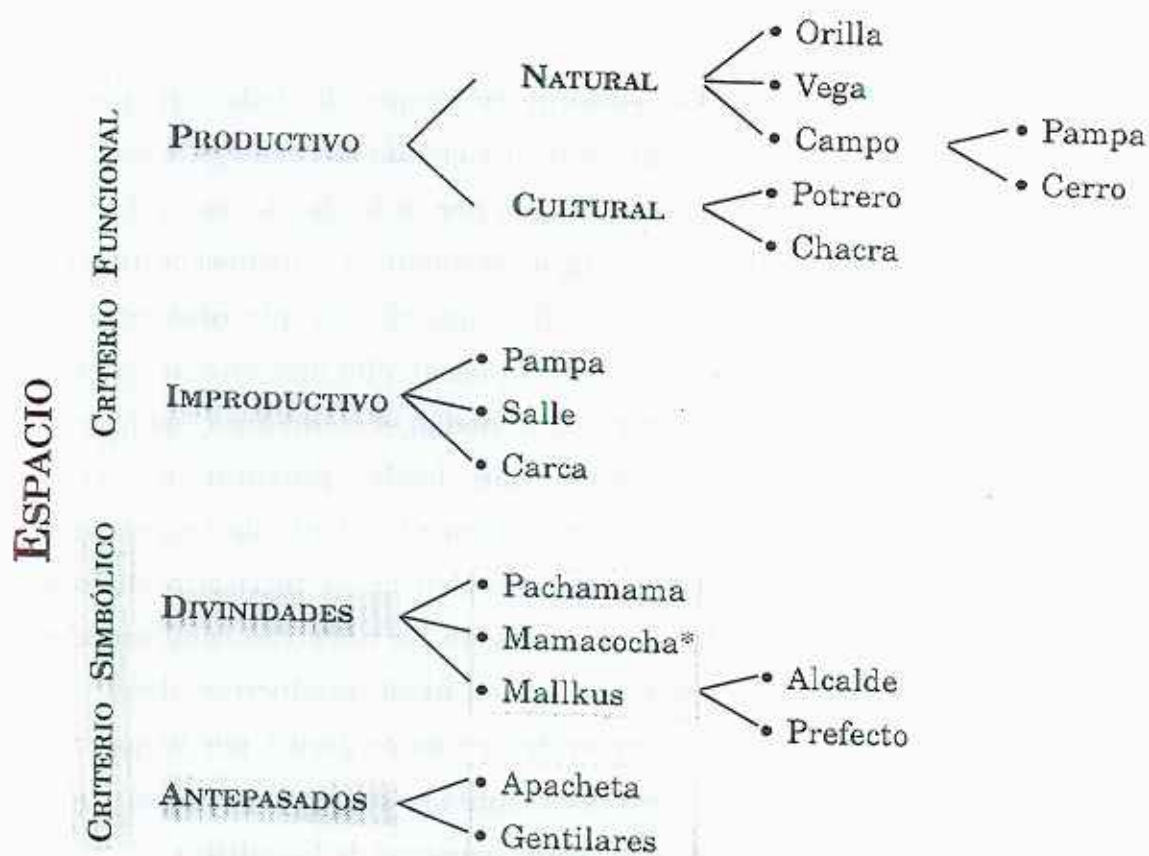 ESPACIO
CRITERIO FUNCIONAL
PRODUCTIVO
NATURAL
• Orilla
• Vega
• Campo
• Pampa
• Cerro
CULTURAL
• Potrero
• Chacra
IMPRODUCTIVO
• Pampa
• Salle
• Carca
CRITERIO SIMBÓLICO
DIVINIDADES
• Pachamama
• Mamacocha*
• Mallkus
• Alcalde
• Prefecto
ANTEPASADOS
• Apacheta
• Gentilares